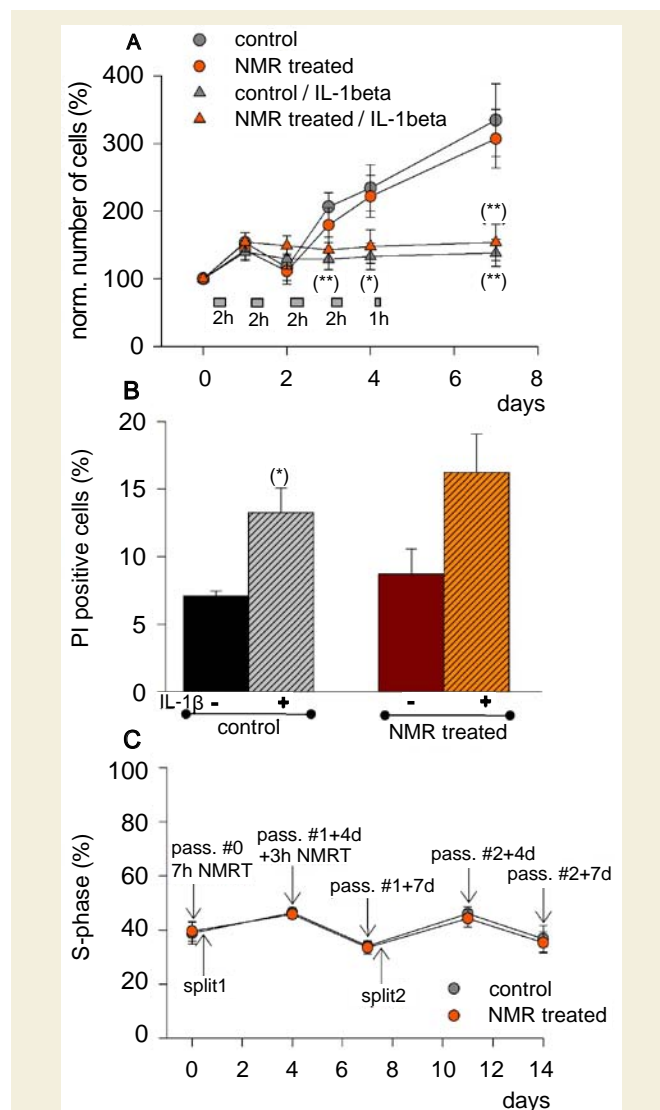 A
control
NMR treated
control / IL-1beta
NMR treated / IL-1beta
norm. number of cells (%)
400
300
200
100
0
(**)
(**) (*) (**)
2h 2h 2h 2h 1h
0 2 4 6 8
days
B
PI positive cells (%)
20
15
10
5
0
(*)
IL-1β - + - +
control NMR treated
C
S-phase (%)
100
80
60
40
20
0
pass. #0
7h NMRT
pass. #1+4d
+3h NMRT
pass. #1+7d
pass. #2+4d
pass. #2+7d
split1
split2
control
NMR treated
0 2 4 6 8 10 12 14
days